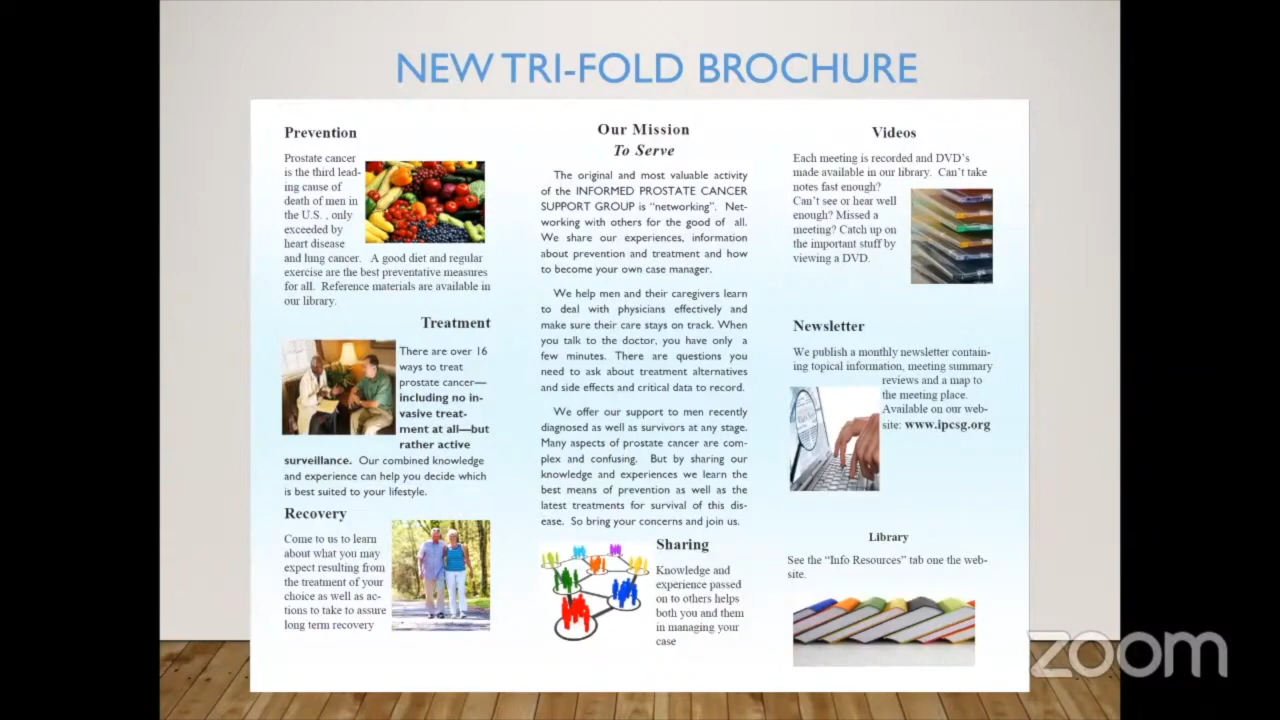 NEW TRI-FOLD BROCHURE
Prevention
Prostate cancer
is the third lead-
ing cause of
death of men in
the U.S. , only
exceeded by
heart disease
and lung cancer. A good diet and regular
exercise are the best preventative measures
for all. Reference materials are available in
our library.
Treatment
There are over 16
ways to treat
prostate cancer—
including no in-
vasive treat-
ment at all—but
rather active
surveillance. Our combined knowledge
and experience can help you decide which
is best suited to your lifestyle.
Recovery
Come to us to learn
about what you may
expect resulting from
the treatment of your
choice as well as ac-
tions to take to assure
long term recovery
Our Mission
To Serve
The original and most valuable activity
of the INFORMED PROSTATE CANCER
SUPPORT GROUP is “networking”. Net-
working with others for the good of all.
We share our experiences, information
about prevention and treatment and how
to become your own case manager.
We help men and their caregivers learn
to deal with physicians effectively and
make sure their care stays on track. When
you talk to the doctor, you have only a
few minutes. There are questions you
need to ask about treatment alternatives
and side effects and critical data to record.
We offer our support to men recently
diagnosed as well as survivors at any stage.
Many aspects of prostate cancer are com-
plex and confusing. But by sharing our
knowledge and experiences we learn the
best means of prevention as well as the
latest treatments for survival of this dis-
ease. So bring your concerns and join us.
Sharing
Knowledge and
experience passed
on to others helps
both you and them
in managing your
case
Videos
Each meeting is recorded and DVD’s
made available in our library. Can’t take
notes fast enough?
Can’t see or hear well
enough? Missed a
meeting? Catch up on
the important stuff by
viewing a DVD.
Newsletter
We publish a monthly newsletter contain-
ing topical information, meeting summary
reviews and a map to
the meeting place.
Available on our web-
site: www.ipcsg.org
Library
See the “Info Resources” tab one the web-
site.
zoom